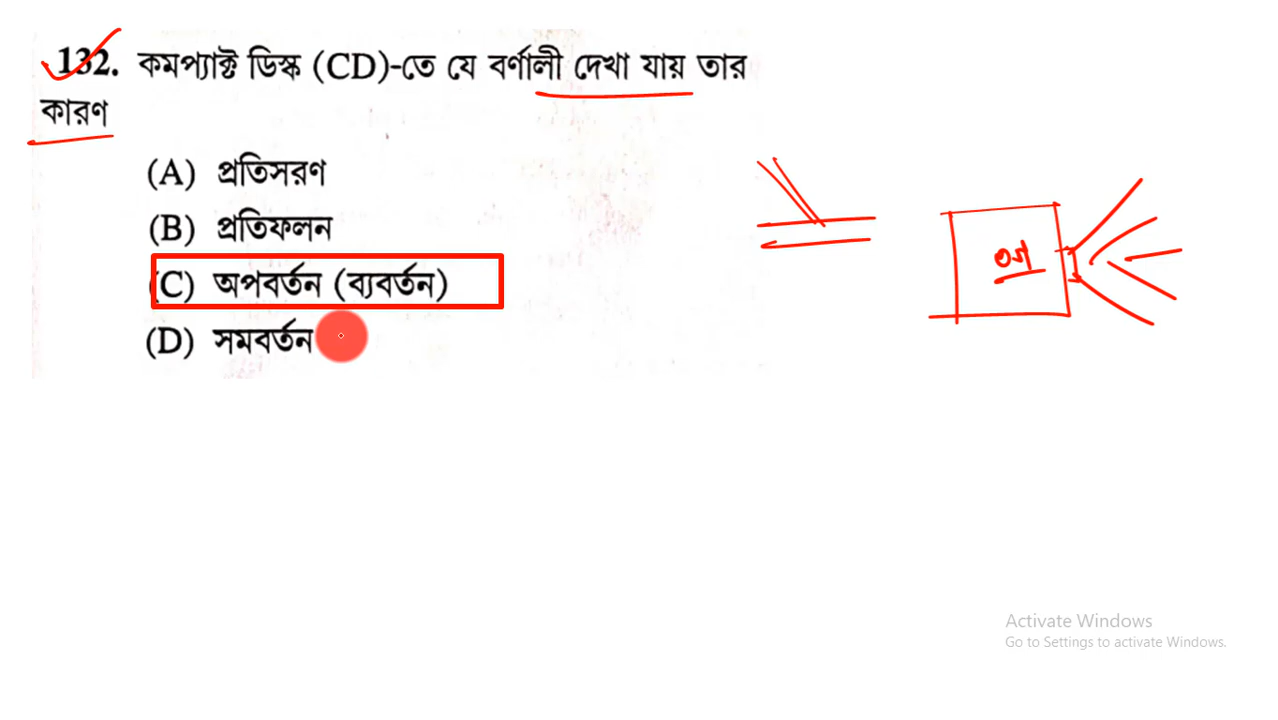 132. কমপ্যাক্ট ডিস্ক (CD)-তে যে বর্ণালী দেখা যায় তার
কারণ
(A) প্রতিসরণ
(B) প্রতিফলন
(C) অপবর্তন (ব্যবর্তন)
(D) সমবর্তন
Activate Windows
Go to Settings to activate Windows.